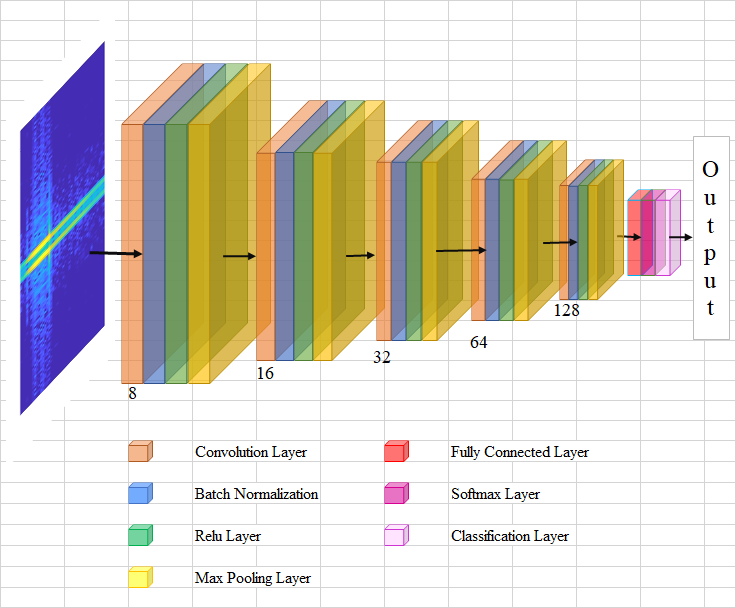 Output
8
16
32
64
128
Convolution Layer
Fully Connected Layer
Batch Normalization
Softmax Layer
Relu Layer
Classification Layer
Max Pooling Layer